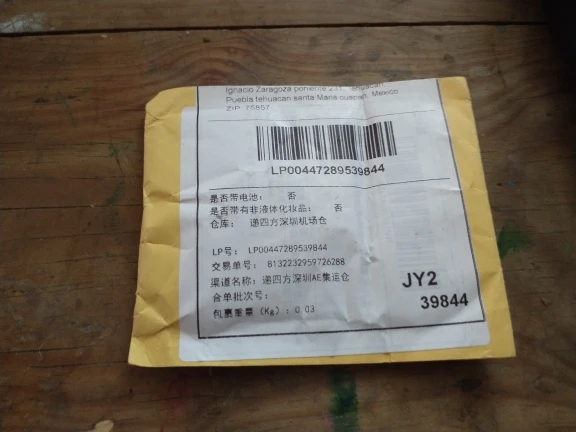 Ignacio Zaragoza poniente 231, Tehuacan
Puebla tehuacan santa Maria cuapan, Mexico
ZIP: 75857
LP00447289539844
是否带电池： 否
是否带有非液体化妆品： 否
仓库： 递四方深圳机场仓
LP号： LP00447289539844
交易单号： 8132232959726288
渠道名称：递四方深圳AE集运仓
合单批次号：
包裹重量（Kg）：0.03
JY2
39844